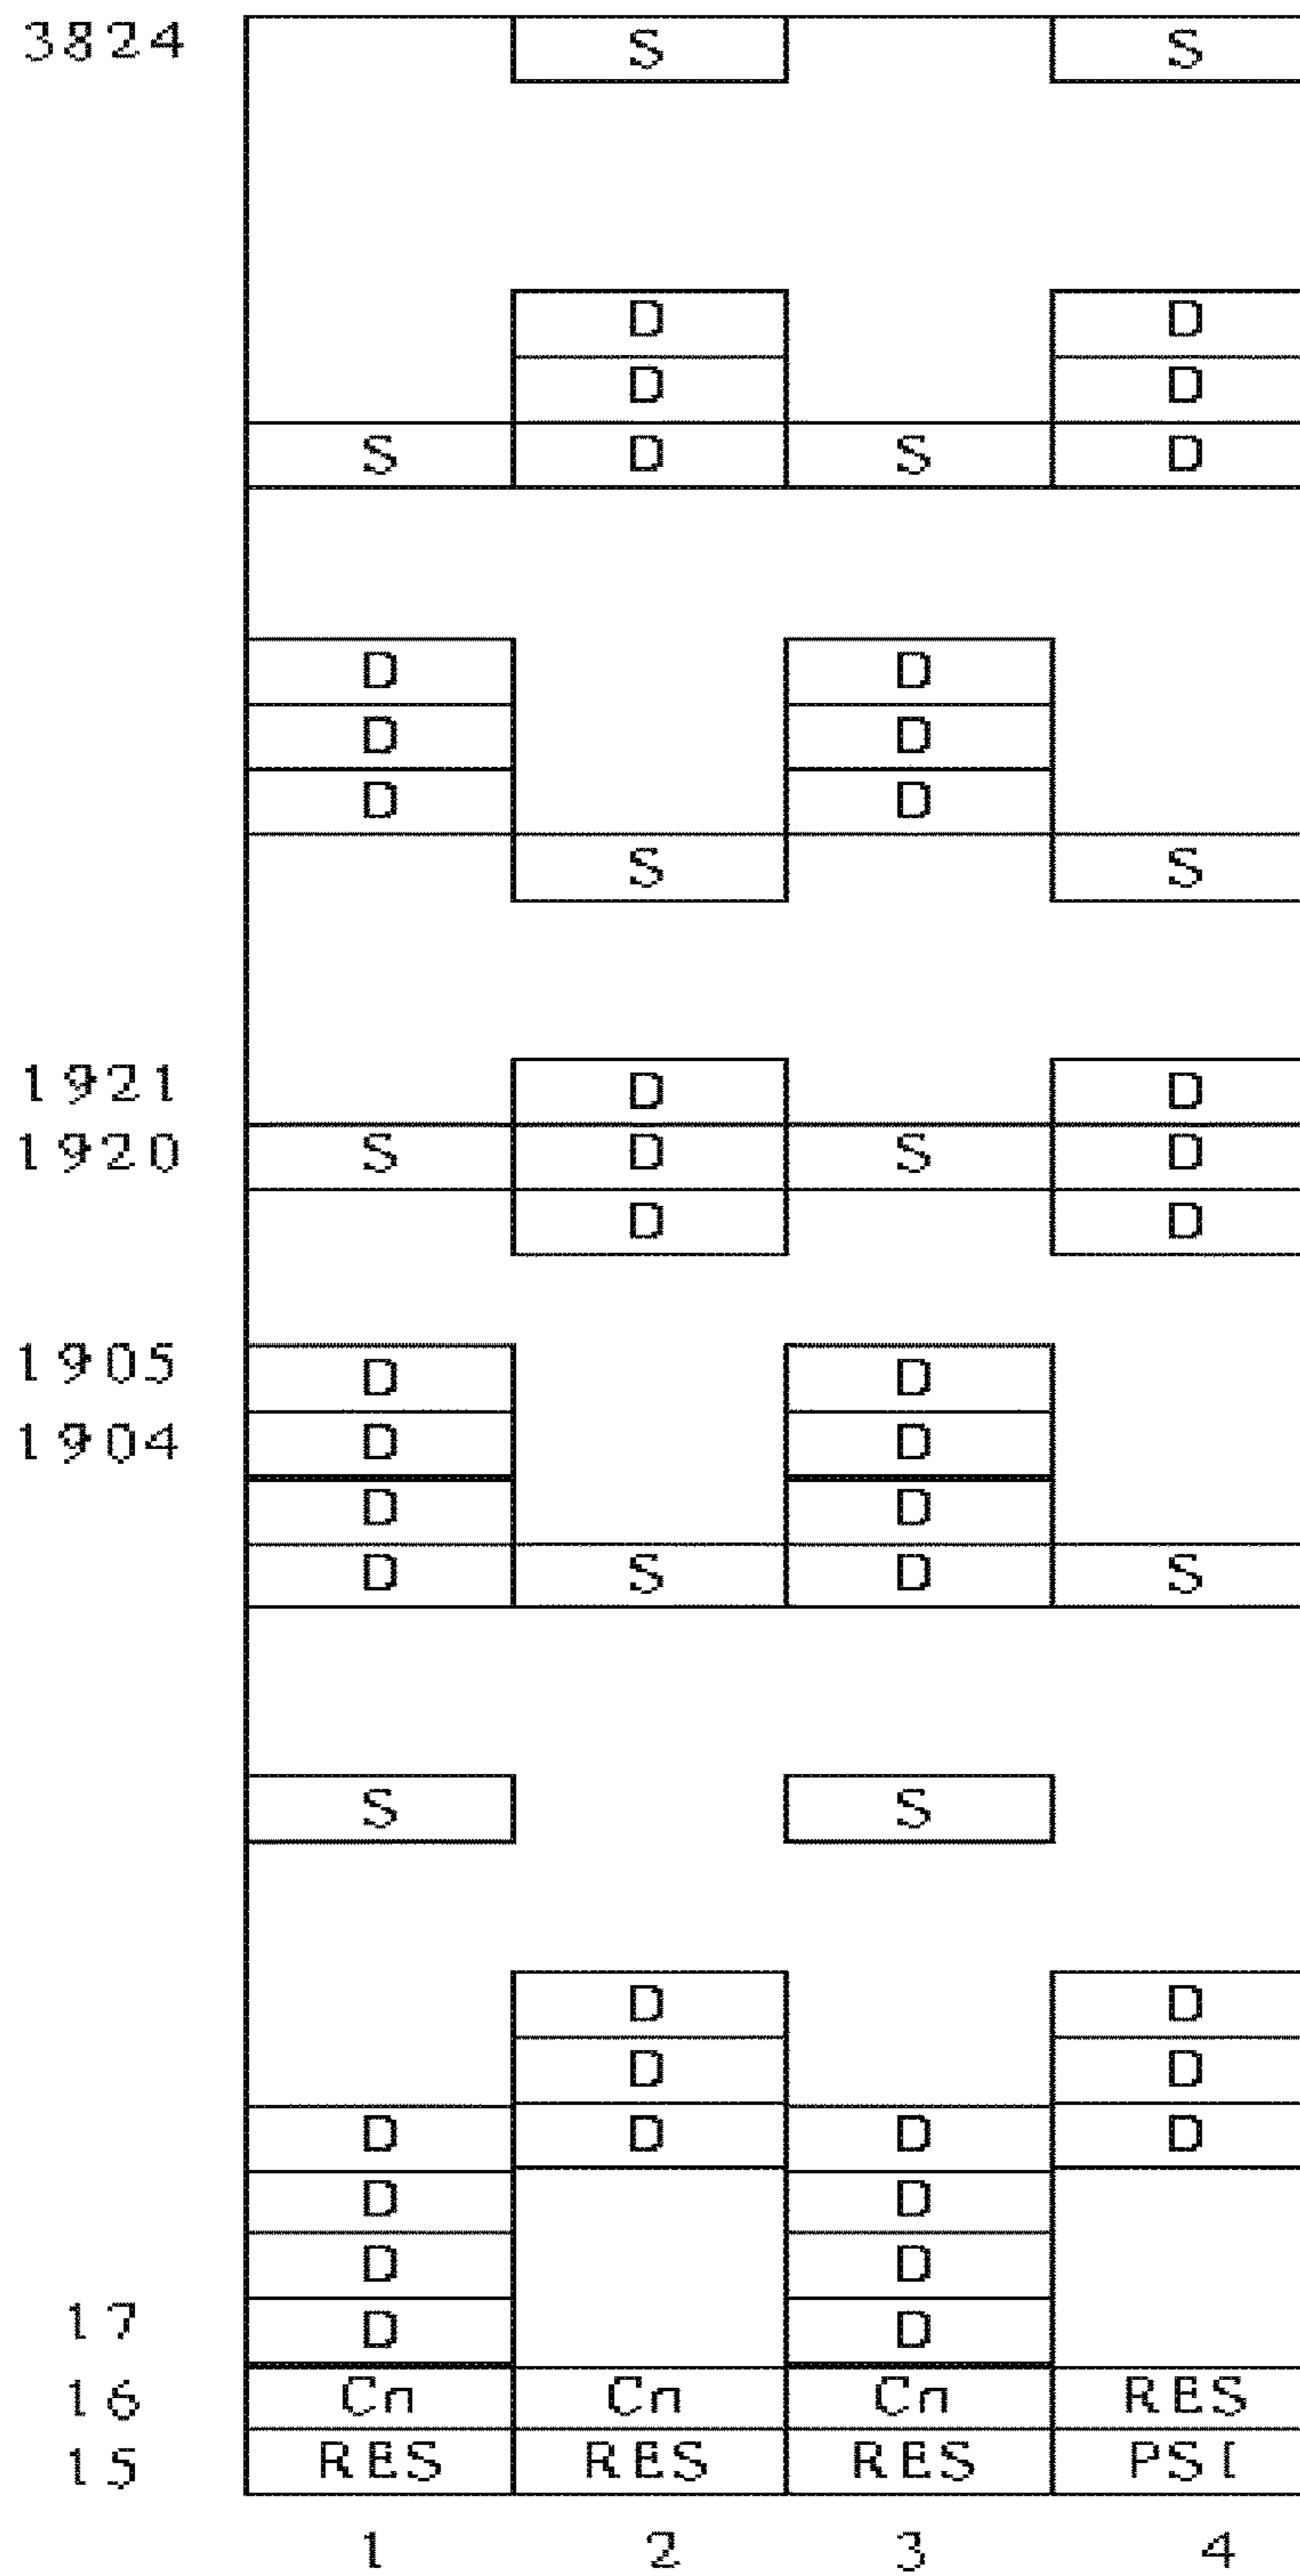 3824 S S
D D
D D
S D S D
D D
D D
D D
S S
1921 D D
1920 S D S D
D D
1905 D D
1904 D D
D D
D S D S
S S
D D
D D
D D D D
D D
D D
17 D D
16 Cn Cn Cn RES
15 RES RES RES PSI
1 2 3 4